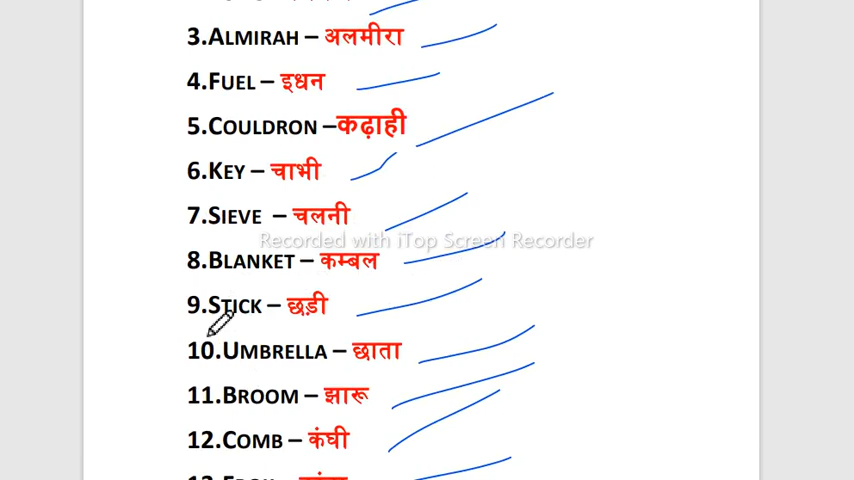 3.ALMIRAH – अलमीरा
4.FUEL – इधन
5.COULDRON –कढ़ाही
6.KEY – चाभी
7.SIEVE – चलनी
Recorded with iTop Screen Recorder
8.BLANKET – कम्बल
9.STICK – छड़ी
10.UMBRELLA – छाता
11.BROOM – झारू
12.COMB – कंघी